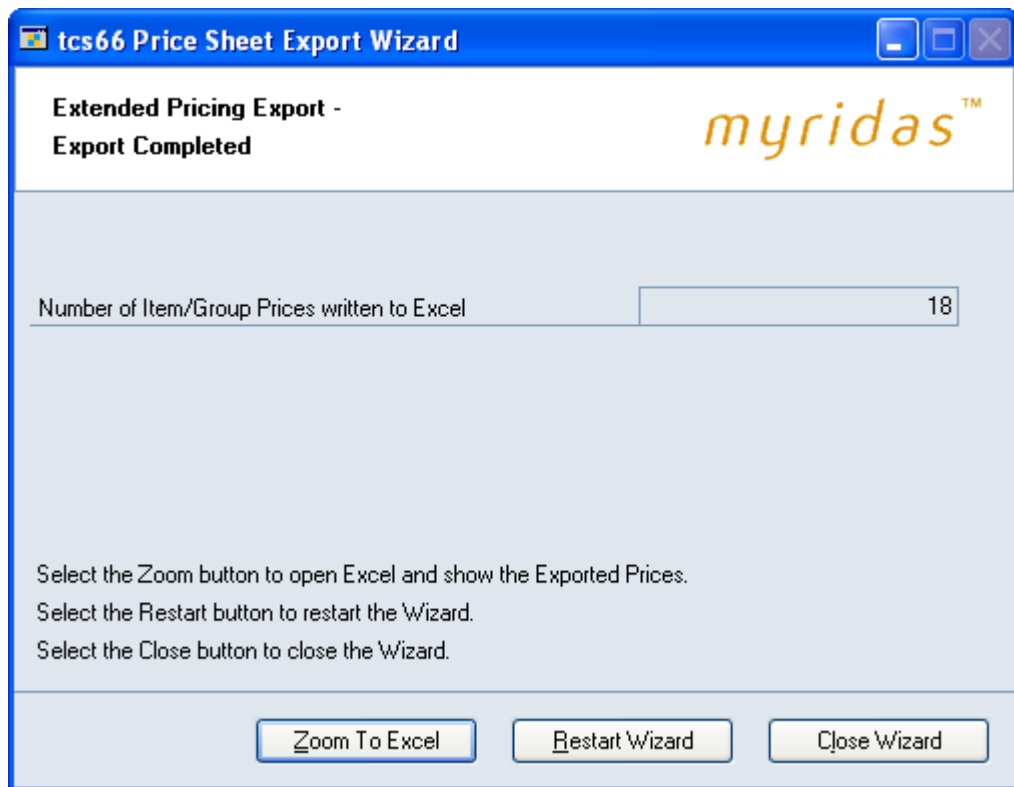 tcs66 Price Sheet Export Wizard
Extended Pricing Export -
Export Completed
myridas™
Number of Item/Group Prices written to Excel 18
Select the Zoom button to open Excel and show the Exported Prices.
Select the Restart button to restart the Wizard.
Select the Close button to close the Wizard.
Zoom To Excel Restart Wizard Close Wizard